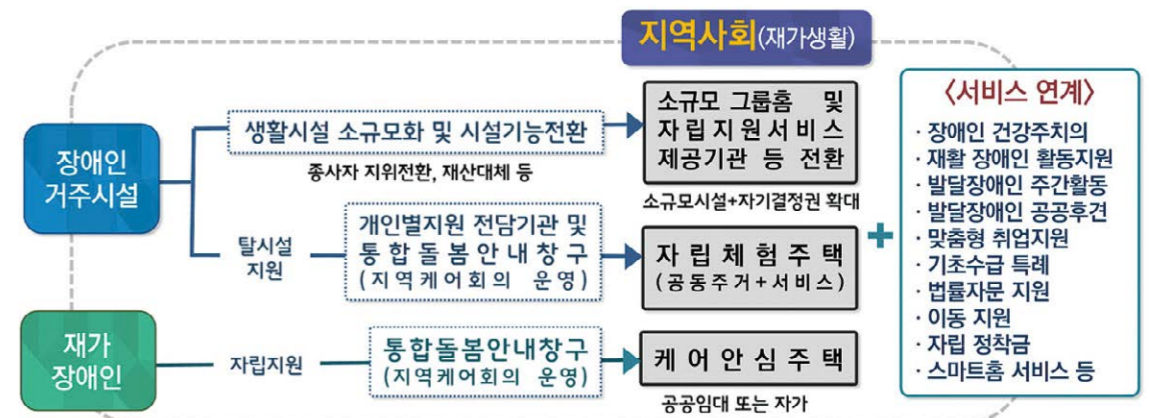 지역사회(재가생활)
장애인
거주시설
생활시설 소규모화 및 시설기능전환
종사자 지위전환, 재산대체 등
소규모 그룹홈 및
자립지원서비스
제공기관 등 전환
소규모시설+자기결정권 확대
탈시설
지원
개인별지원 전담기관 및
통합돌봄안내창구
(지역케어회의 운영)
자립체험주택
(공동주거+서비스)
재가
장애인
자립지원
통합돌봄안내창구
(지역케어회의 운영)
케어안심주택
공공임대 또는 자가
+
<서비스 연계>
· 장애인 건강주치의
· 재활 장애인 활동지원
· 발달장애인 주간활동
· 발달장애인 공공후견
· 맞춤형 취업지원
· 기초수급 특례
· 법률자문 지원
· 이동 지원
· 자립 정착금
· 스마트홈 서비스 등